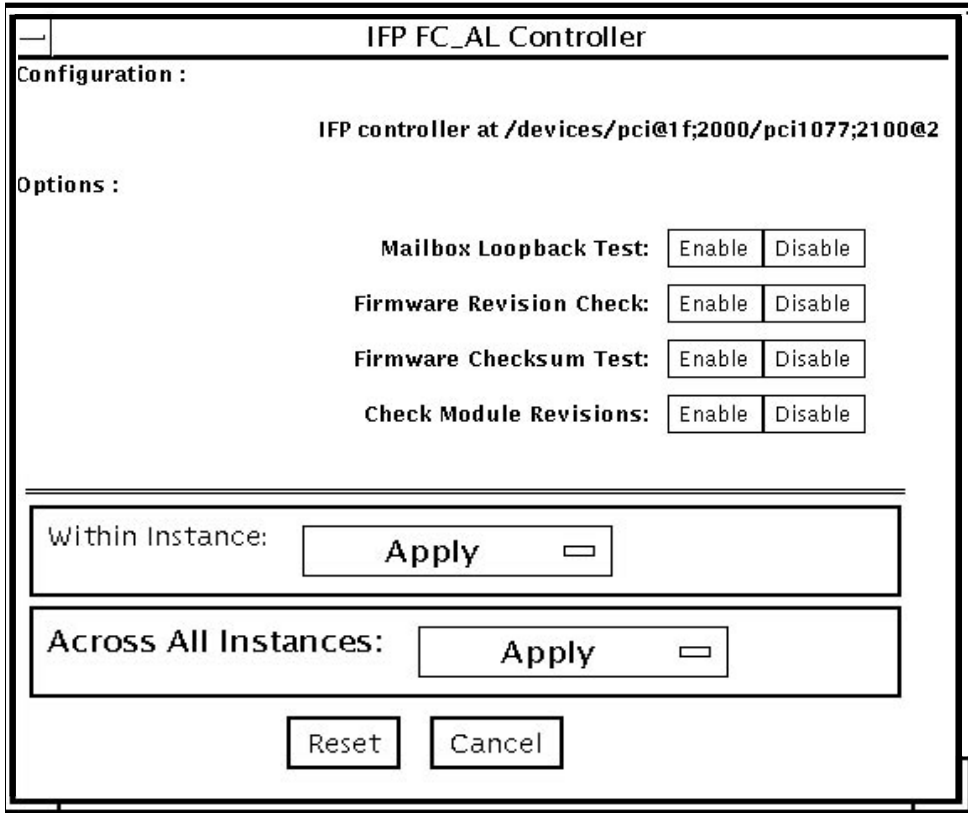 IFP FC_AL Controller
Configuration :
IFP controller at /devices/pci@1f;2000/pci1077;2100@2
Options :
Mailbox Loopback Test: Enable Disable
Firmware Revision Check: Enable Disable
Firmware Checksum Test: Enable Disable
Check Module Revisions: Enable Disable
Within Instance: Apply
Across All Instances: Apply
Reset Cancel